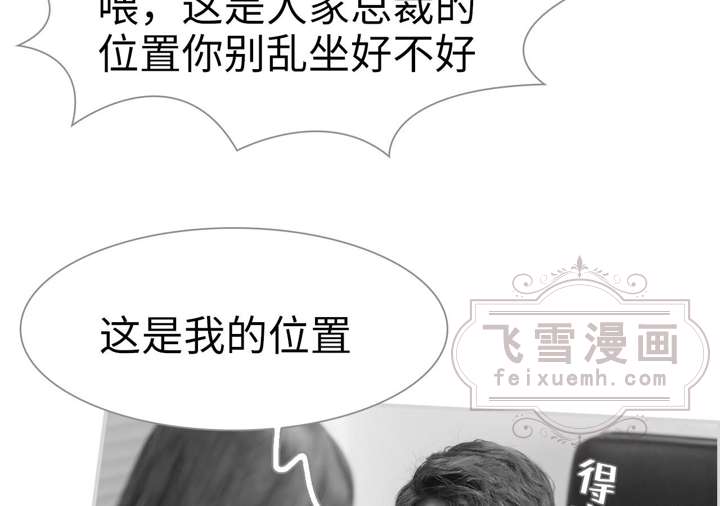 喂，这是人家总裁的
位置你别乱坐好不好
这是我的位置
飞雪漫画
feixuemh.com
得